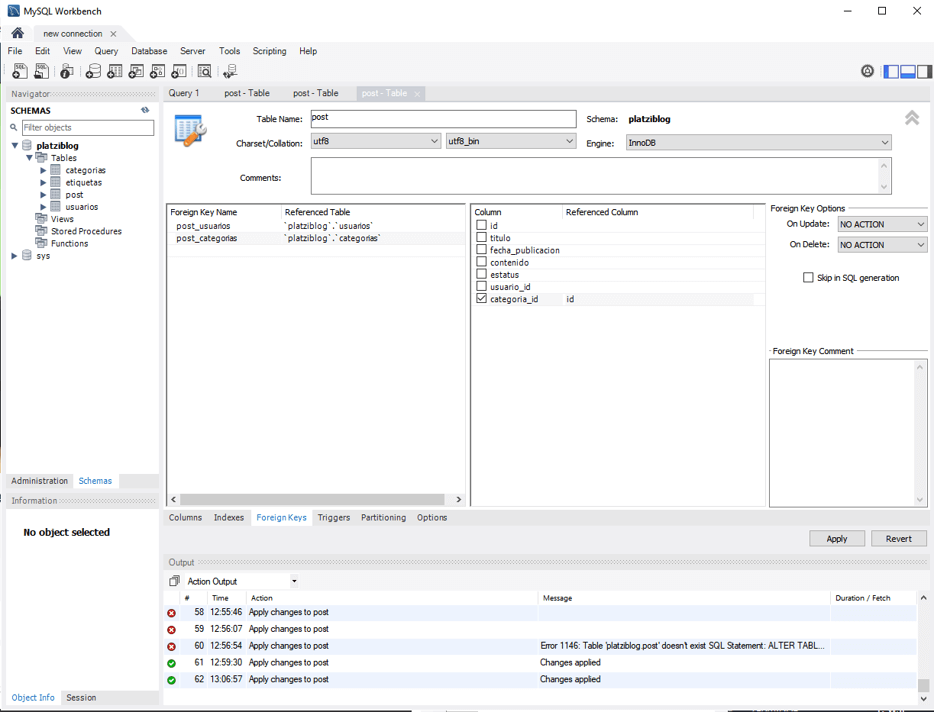 MySQL Workbench
new connection
File Edit View Query Database Server Tools Scripting Help
Navigator
SCHEMAS
Filter objects
platziblog
Tables
categorias
etiquetas
post
usuarios
Views
Stored Procedures
Functions
sys
Administration Schemas
Information
No object selected
Object Info Session
Query 1 post - Table post - Table post - Table
Table Name: post Schema: platziblog
Charset/Collation: utf8 utf8_bin Engine: InnoDB
Comments:
Foreign Key Name Referenced Table
post_usuarios `platziblog`.`usuarios`
post_categorias `platziblog`.`categorias`
Column Referenced Column
id
titulo
fecha_publicacion
contenido
estatus
usuario_id
categoria_id id
Foreign Key Options
On Update: NO ACTION
On Delete: NO ACTION
Skip in SQL generation
Foreign Key Comment
Columns Indexes Foreign Keys Triggers Partitioning Options
Apply Revert
Output
Action Output
# Time Action Message Duration / Fetch
58 12:55:46 Apply changes to post
59 12:56:07 Apply changes to post
60 12:56:54 Apply changes to post Error 1146: Table 'platziblog.post' doesn't exist SQL Statement: ALTER TABL...
61 12:59:30 Apply changes to post Changes applied
62 13:06:57 Apply changes to post Changes applied